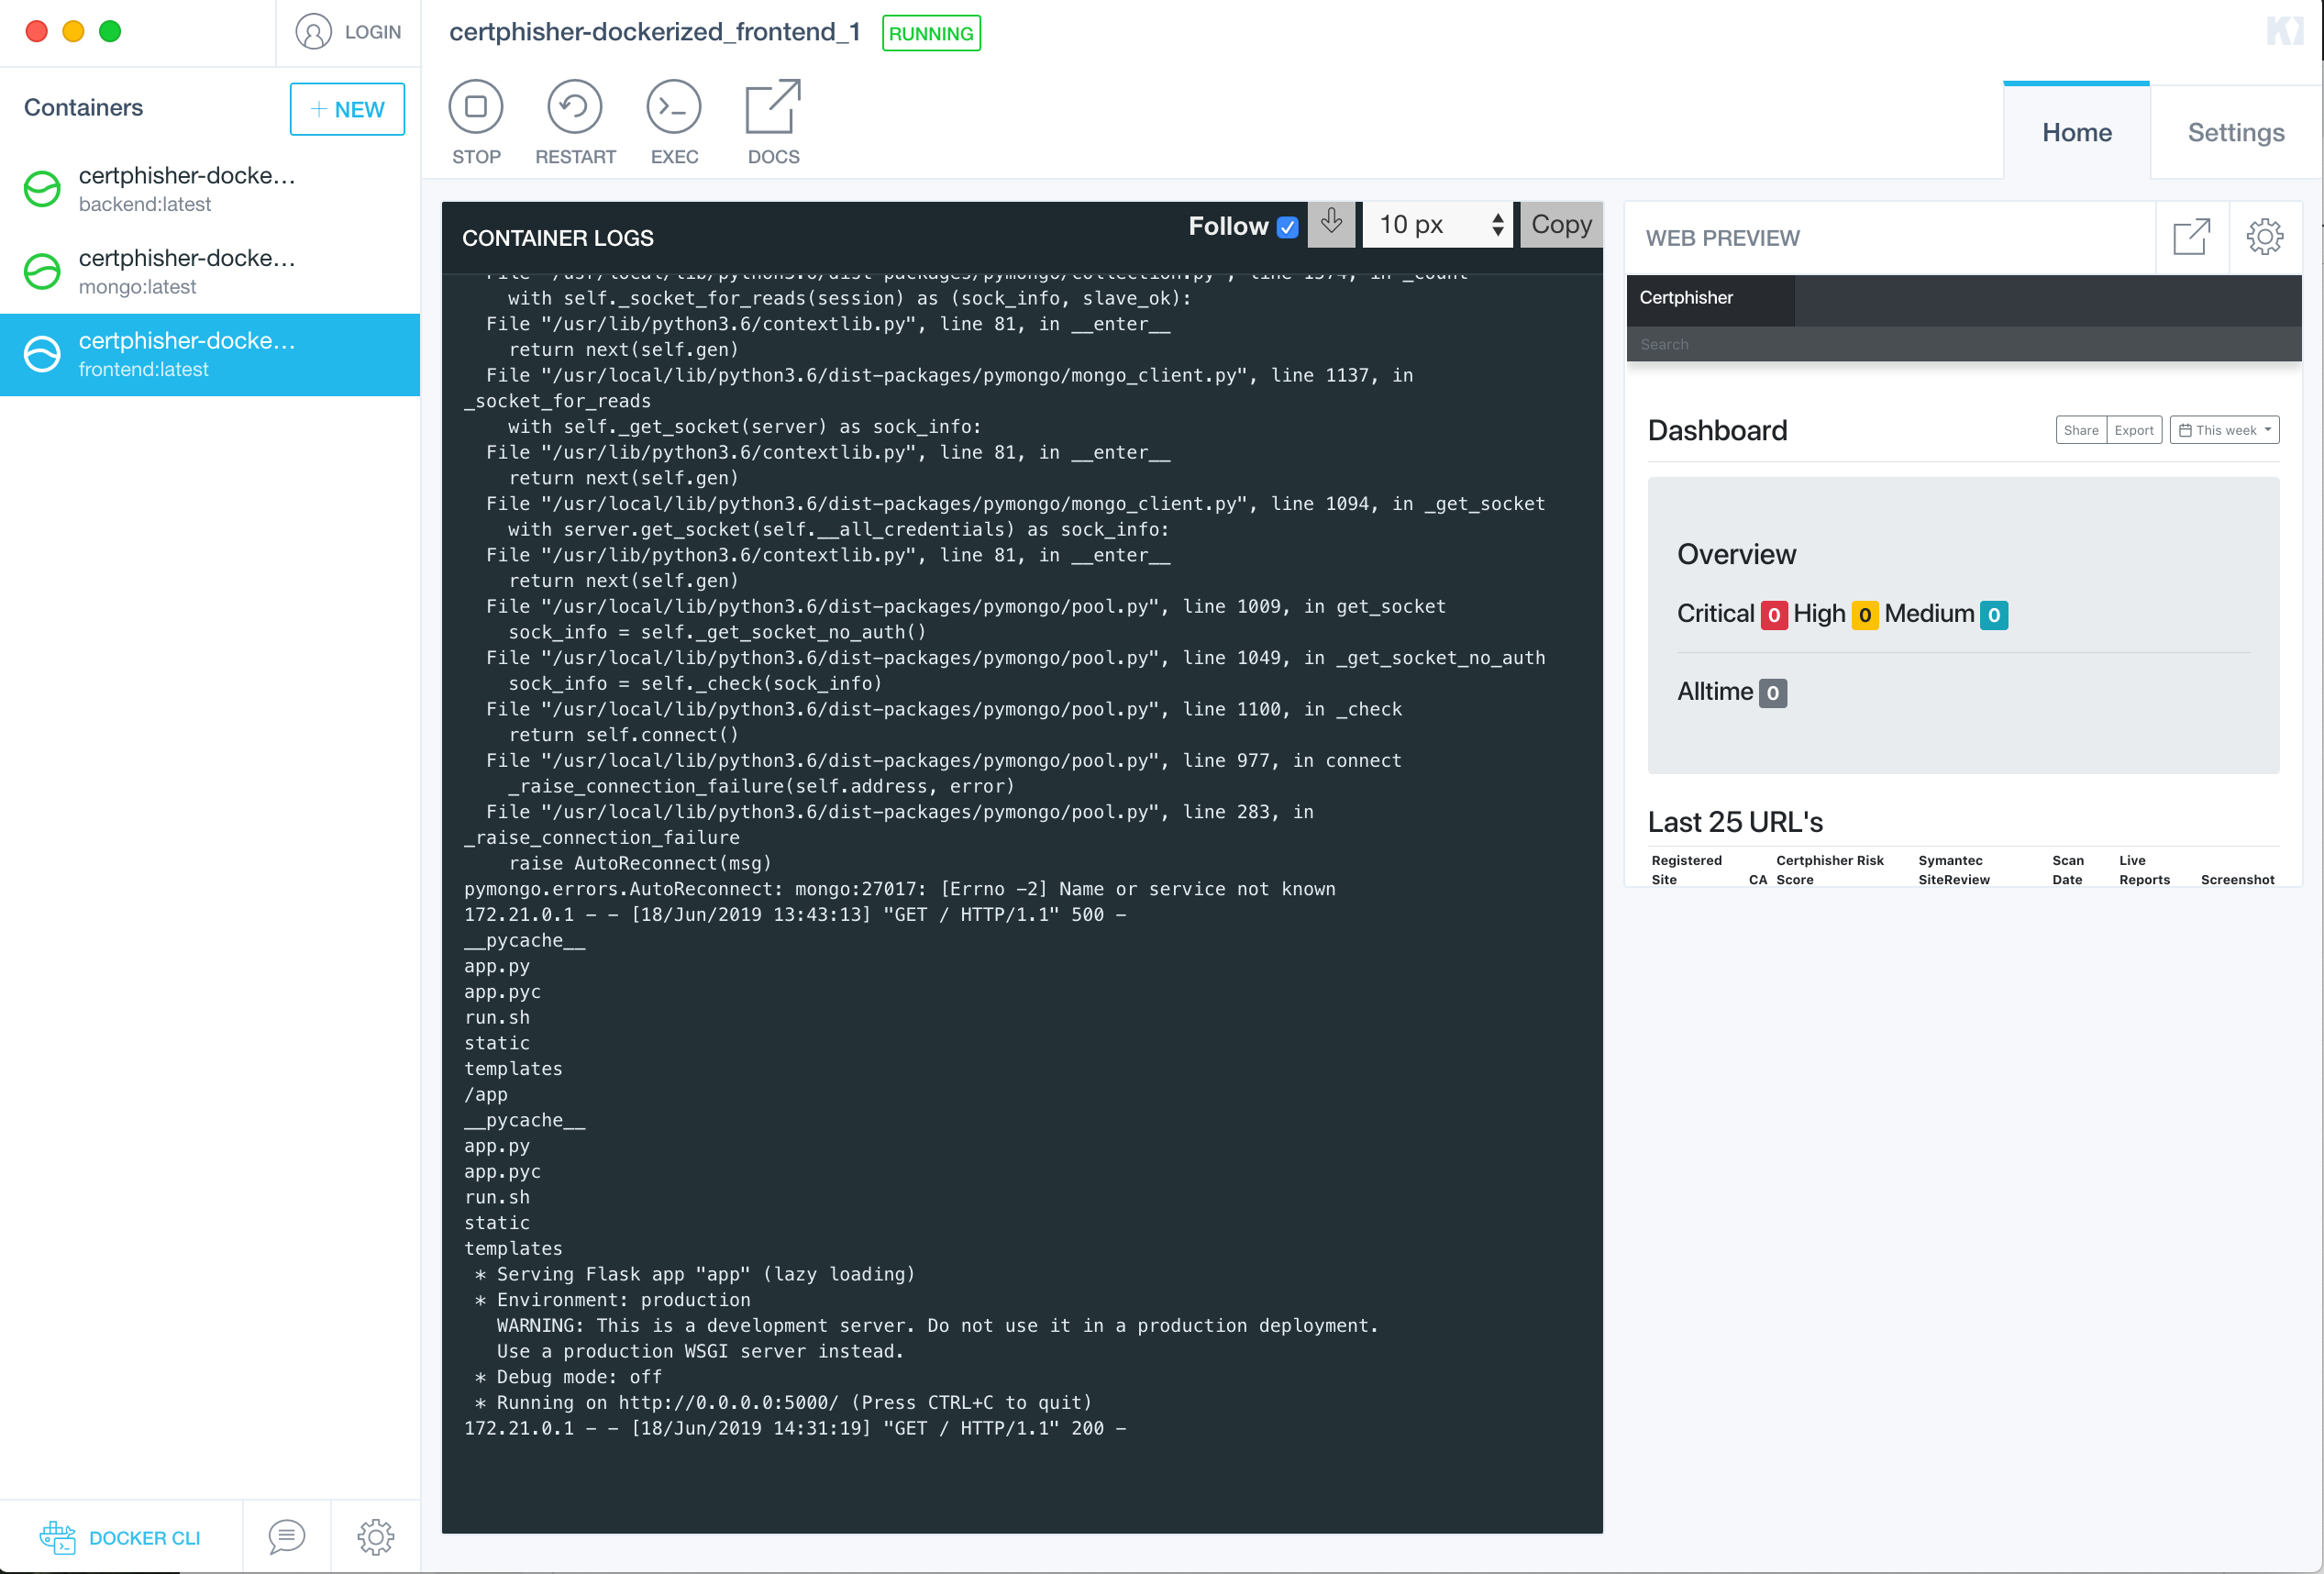 LOGIN
certphisher-dockerized_frontend_1
RUNNING
Containers
+ NEW
STOP
RESTART
EXEC
DOCS
Home
Settings
certphisher-docke...
backend:latest
certphisher-docke...
mongo:latest
certphisher-docke...
frontend:latest
CONTAINER LOGS
Follow
10 px
Copy
File "/usr/local/lib/python3.6/dist-packages/pymongo/collection.py", line 1574, in _count
with self._socket_for_reads(session) as (sock_info, slave_ok):
File "/usr/lib/python3.6/contextlib.py", line 81, in __enter__
return next(self.gen)
File "/usr/local/lib/python3.6/dist-packages/pymongo/mongo_client.py", line 1137, in
_socket_for_reads
with self._get_socket(server) as sock_info:
File "/usr/lib/python3.6/contextlib.py", line 81, in __enter__
return next(self.gen)
File "/usr/local/lib/python3.6/dist-packages/pymongo/mongo_client.py", line 1094, in _get_socket
with server.get_socket(self.__all_credentials) as sock_info:
File "/usr/lib/python3.6/contextlib.py", line 81, in __enter__
return next(self.gen)
File "/usr/local/lib/python3.6/dist-packages/pymongo/pool.py", line 1009, in get_socket
sock_info = self._get_socket_no_auth()
File "/usr/local/lib/python3.6/dist-packages/pymongo/pool.py", line 1049, in _get_socket_no_auth
sock_info = self._check(sock_info)
File "/usr/local/lib/python3.6/dist-packages/pymongo/pool.py", line 1100, in _check
return self.connect()
File "/usr/local/lib/python3.6/dist-packages/pymongo/pool.py", line 977, in connect
_raise_connection_failure(self.address, error)
File "/usr/local/lib/python3.6/dist-packages/pymongo/pool.py", line 283, in
_raise_connection_failure
raise AutoReconnect(msg)
pymongo.errors.AutoReconnect: mongo:27017: [Errno -2] Name or service not known
172.21.0.1 - - [18/Jun/2019 13:43:13] "GET / HTTP/1.1" 500 -
__pycache__
app.py
app.pyc
run.sh
static
templates
/app
__pycache__
app.py
app.pyc
run.sh
static
templates
* Serving Flask app "app" (lazy loading)
* Environment: production
WARNING: This is a development server. Do not use it in a production deployment.
Use a production WSGI server instead.
* Debug mode: off
* Running on http://0.0.0.0:5000/ (Press CTRL+C to quit)
172.21.0.1 - - [18/Jun/2019 14:31:19] "GET / HTTP/1.1" 200 -
WEB PREVIEW
Certphisher
Search
Dashboard
Share Export This week
Overview
Critical 0 High 0 Medium 0
Alltime 0
Last 25 URL's
Registered Certphisher Risk Symantec Scan Live
Site CA Score SiteReview Date Reports Screenshot
DOCKER CLI